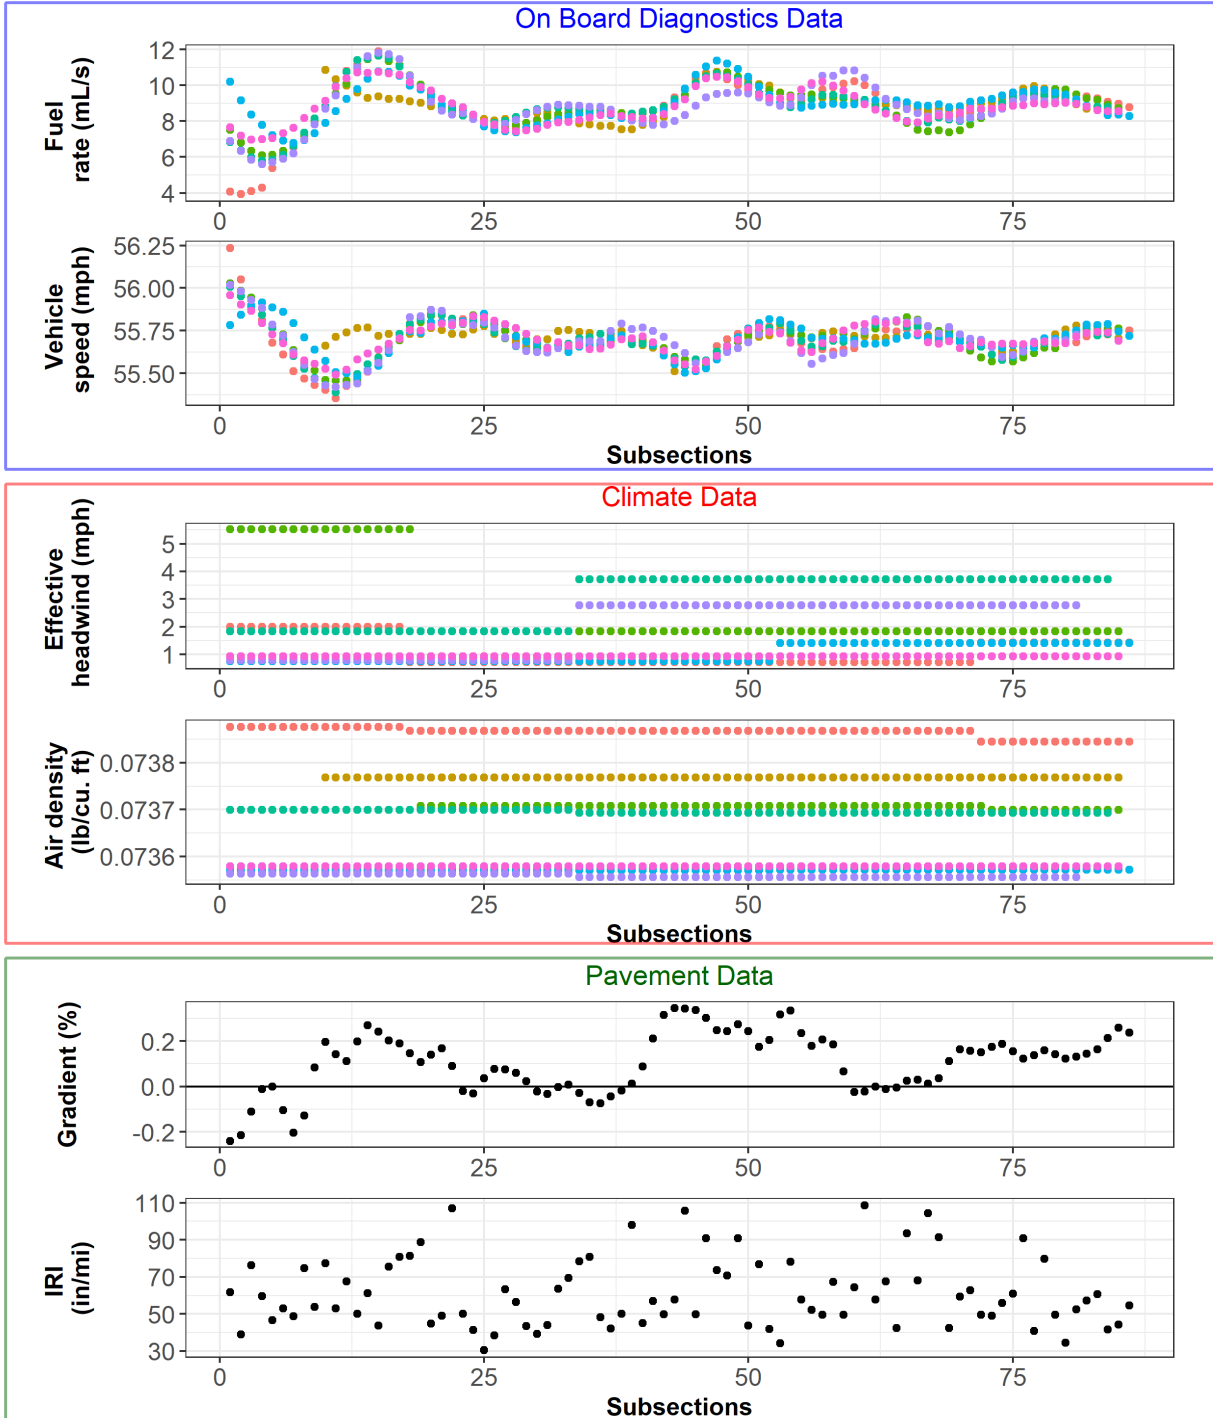 On Board Diagnostics Data
Fuel
rate (mL/s)
12
10
8
6
4
0
25
50
75
Vehicle
speed (mph)
56.25
56.00
55.75
55.50
0
25
50
75
Subsections
Climate Data
Effective
headwind (mph)
5
4
3
2
1
0
25
50
75
Air density
(lb/cu. ft)
0.0738
0.0737
0.0736
0
25
50
75
Subsections
Pavement Data
Gradient (%)
0.2
0.0
-0.2
0
25
50
75
IRI
(in/mi)
110
90
70
50
30
0
25
50
75
Subsections